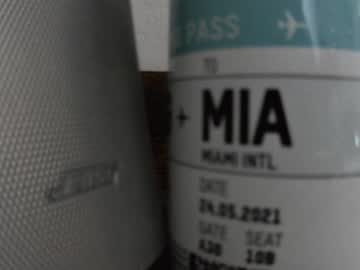 PASS
TO
+ MIA
MIAMI INTL
DATE
24.05.2021
GATE SEAT
A30 10B